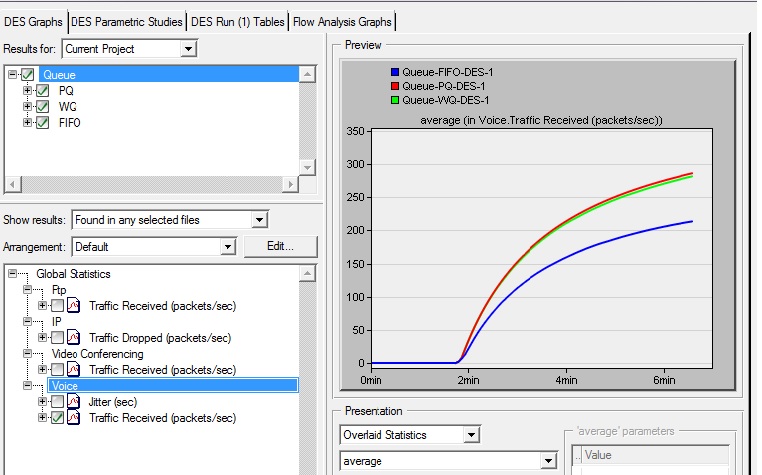 DES Graphs DES Parametric Studies DES Run (1) Tables Flow Analysis Graphs
Results for: Current Project
Queue
PQ
WG
FIFO
Show results: Found in any selected files
Arrangement: Default Edit...
Global Statistics
Ftp
Traffic Received (packets/sec)
IP
Traffic Dropped (packets/sec)
Video Conferencing
Traffic Received (packets/sec)
Voice
Jitter (sec)
Traffic Received (packets/sec)
Preview
Queue-FIFO-DES-1
Queue-PQ-DES-1
Queue-WQ-DES-1
average (in Voice.Traffic Received (packets/sec))
350
300
250
200
150
100
50
0
0min 2min 4min 6min
Presentation
Overlaid Statistics
average
'average' parameters
.. Value